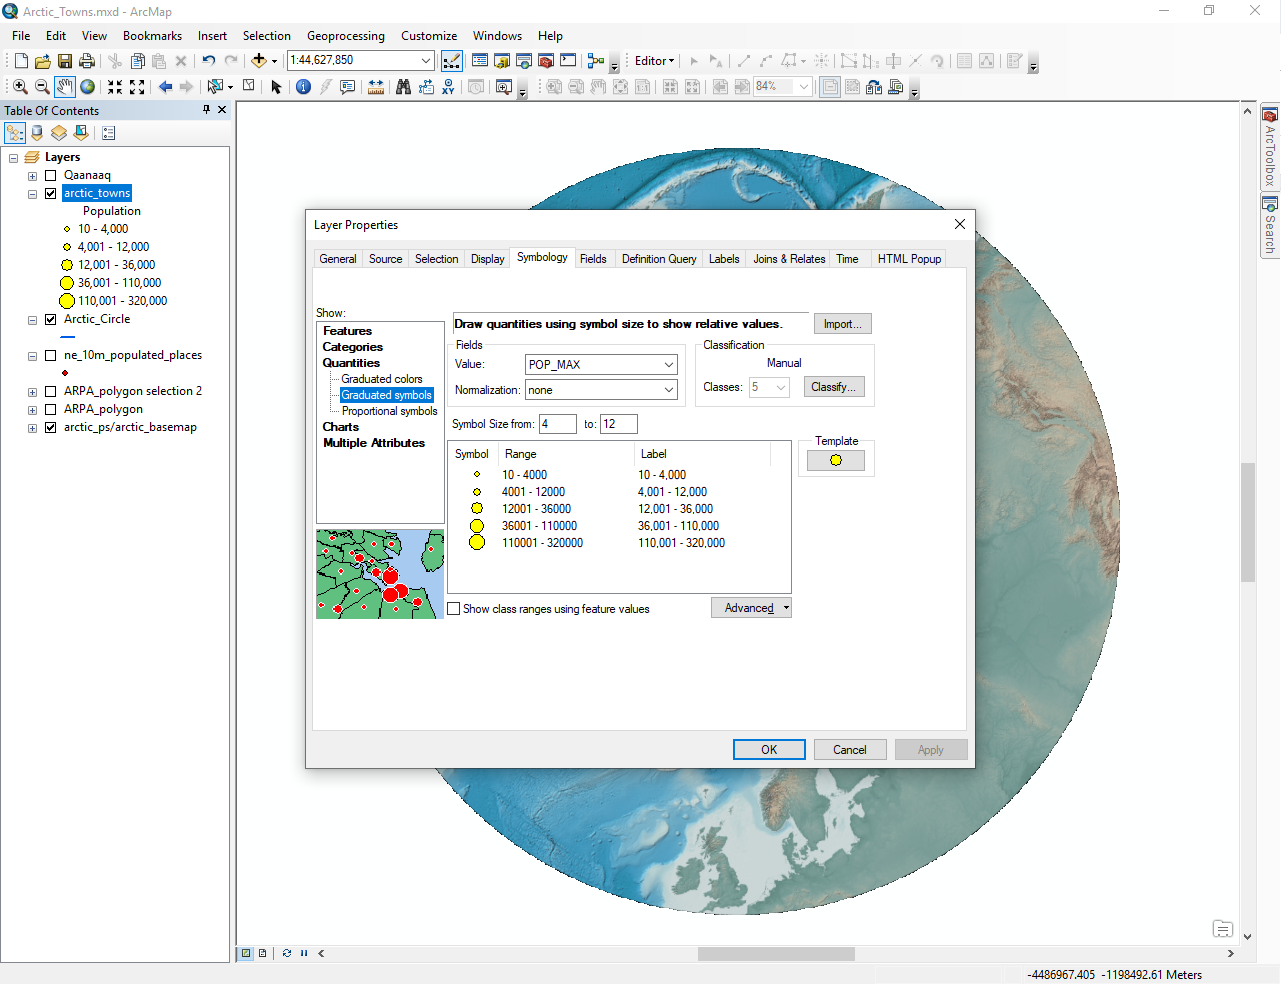 Arctic_Towns.mxd - ArcMap
File Edit View Bookmarks Insert Selection Geoprocessing Customize Windows Help
1:44,627,850
Editor
XY
84%
Table Of Contents
Layers
Qaanaaq
arctic_towns
Population
10 - 4,000
4,001 - 12,000
12,001 - 36,000
36,001 - 110,000
110,001 - 320,000
Arctic_Circle
ne_10m_populated_places
ARPA_polygon selection 2
ARPA_polygon
arctic_ps/arctic_basemap
Layer Properties
General Source Selection Display Symbology Fields Definition Query Labels Joins & Relates Time HTML Popup
Show:
Features
Categories
Quantities
Graduated colors
Graduated symbols
Proportional symbols
Charts
Multiple Attributes
Draw quantities using symbol size to show relative values.
Import...
Fields
Value: POP_MAX
Normalization: none
Classification
Manual
Classes: 5
Classify...
Symbol Size from: 4 to: 12
Symbol Range Label
10 - 4000 10 - 4,000
4001 - 12000 4,001 - 12,000
12001 - 36000 12,001 - 36,000
36001 - 110000 36,001 - 110,000
110001 - 320000 110,001 - 320,000
Template
Show class ranges using feature values
Advanced
OK Cancel Apply
ArcToolbox
Search
-4486967.405 -1198492.61 Meters